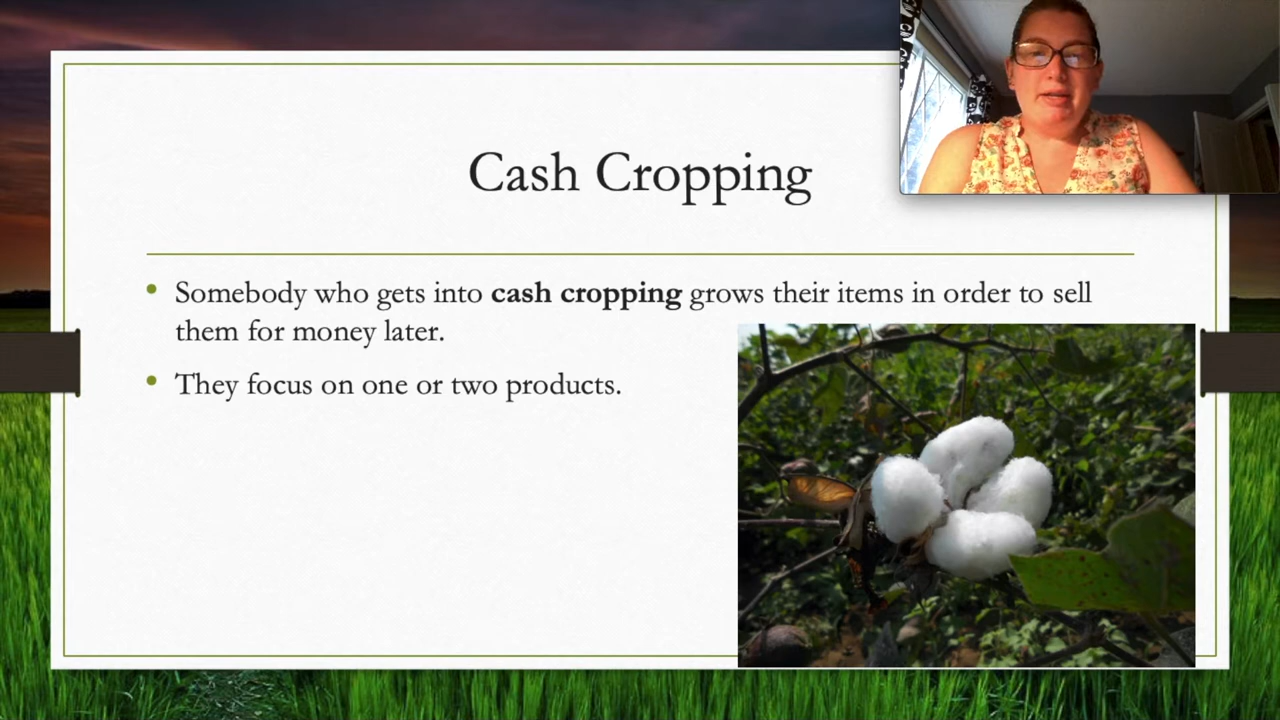 Cash Cropping
Somebody who gets into cash cropping grows their items in order to sell
them for money later.
They focus on one or two products.